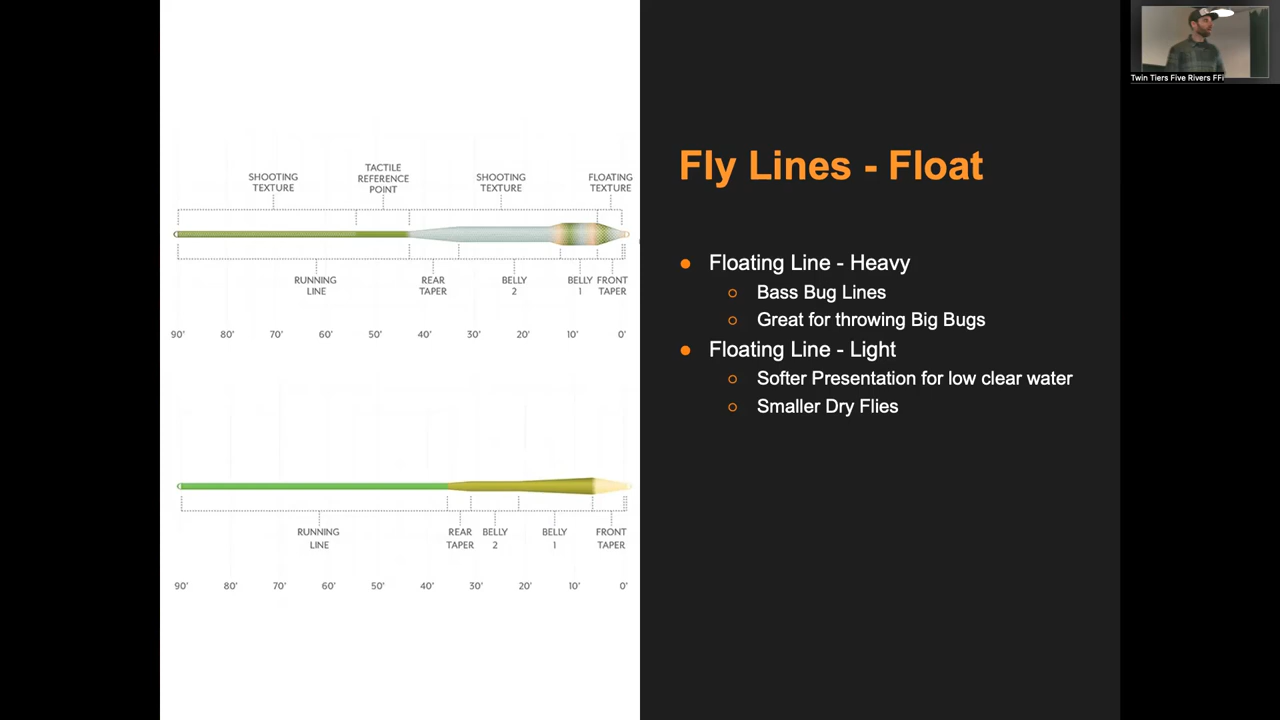 SHOOTING
TEXTURE
TACTILE
REFERENCE
POINT
SHOOTING
TEXTURE
FLOATING
TEXTURE
RUNNING
LINE
REAR
TAPER
BELLY
2
BELLY
1
FRONT
TAPER
90' 80' 70' 60' 50' 40' 30' 20' 10' 0'
RUNNING
LINE
REAR
TAPER
BELLY
2
BELLY
1
FRONT
TAPER
90' 80' 70' 60' 50' 40' 30' 20' 10' 0'
Fly Lines - Float
● Floating Line - Heavy
○ Bass Bug Lines
○ Great for throwing Big Bugs
● Floating Line - Light
○ Softer Presentation for low clear water
○ Smaller Dry Flies
Twin Tiers Five Rivers FFi